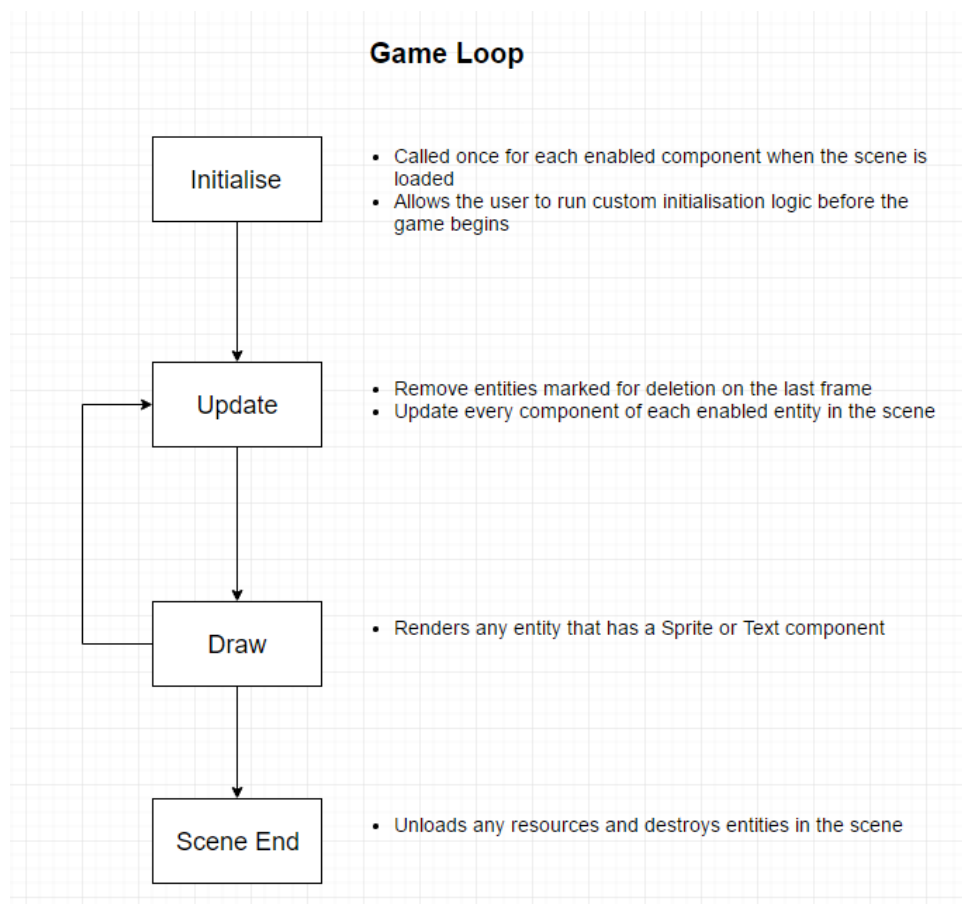 Game Loop
Initialise
• Called once for each enabled component when the scene is
loaded
• Allows the user to run custom initialisation logic before the
game begins
Update
• Remove entities marked for deletion on the last frame
• Update every component of each enabled entity in the scene
Draw
• Renders any entity that has a Sprite or Text component
Scene End
• Unloads any resources and destroys entities in the scene